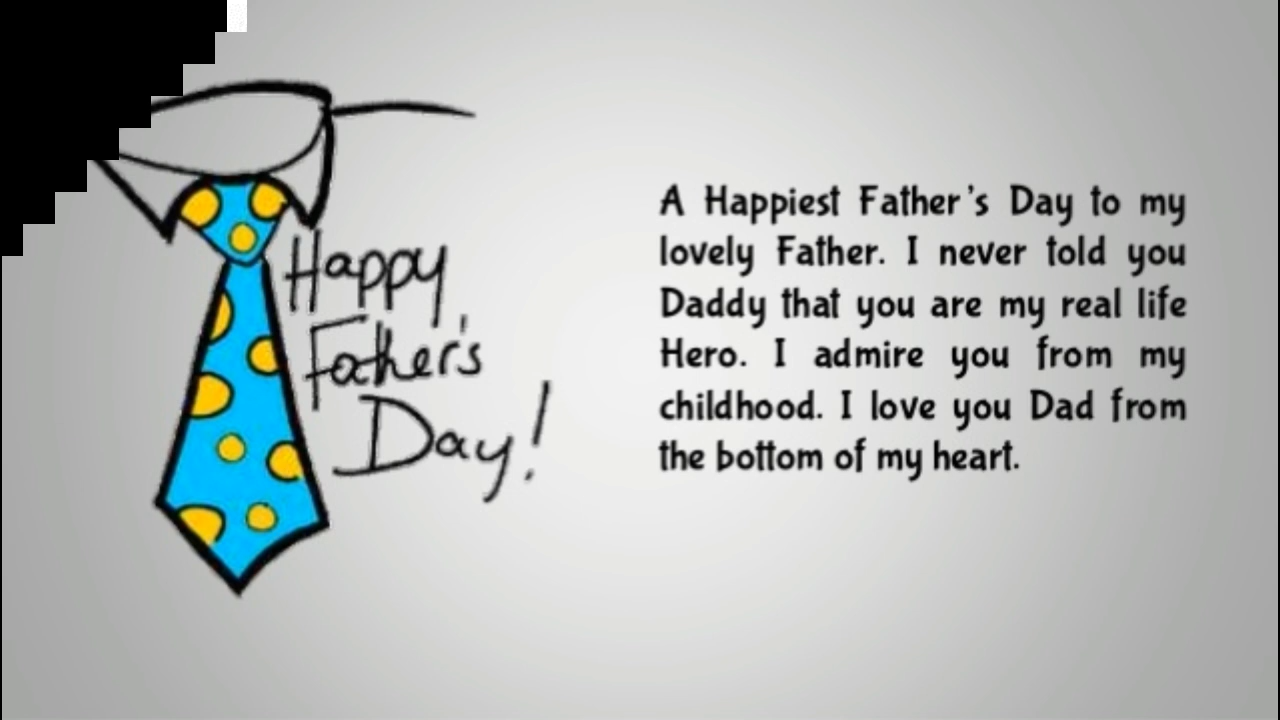 Happy
Father's
Day!
A Happiest Father's Day to my
lovely Father. I never told you
Daddy that you are my real life
Hero. I admire you from my
childhood. I love you Dad from
the bottom of my heart.